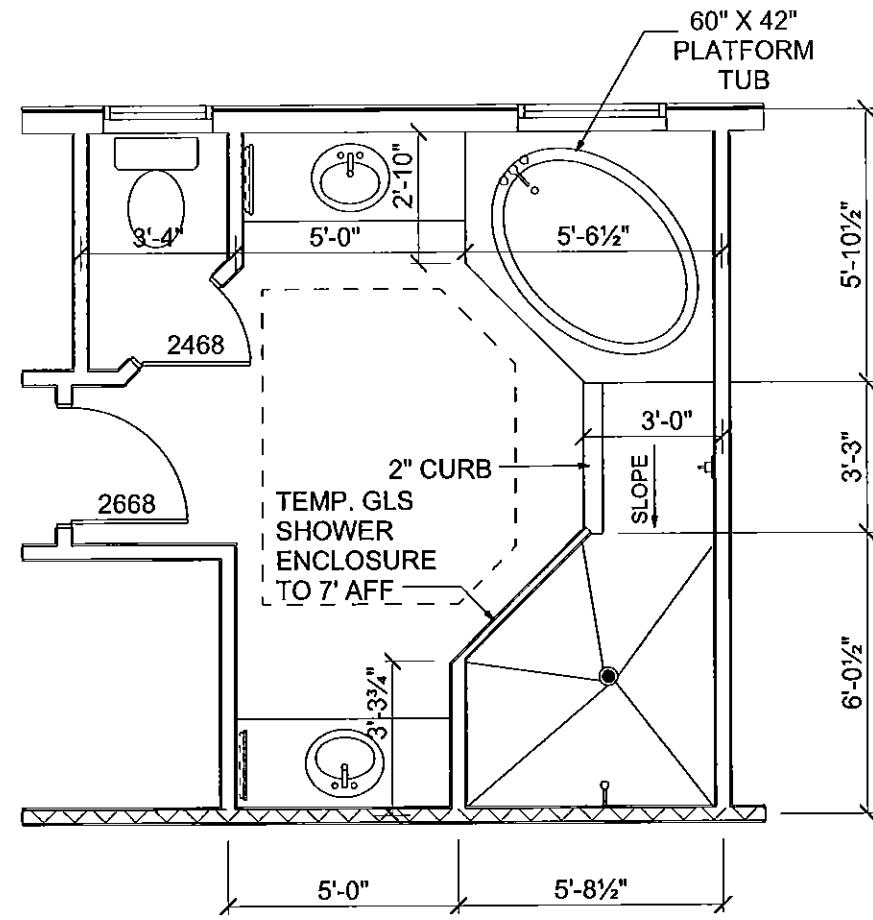 60" X 42"
PLATFORM
TUB
2'-10"
3'-4"
5'-0"
5'-6½"
5'-10½"
2468
3'-0"
3'-3"
2" CURB
SLOPE
2668
TEMP. GLS
SHOWER
ENCLOSURE
TO 7' AFF
6'-0½"
3'-3¾"
5'-0"
5'-8½"